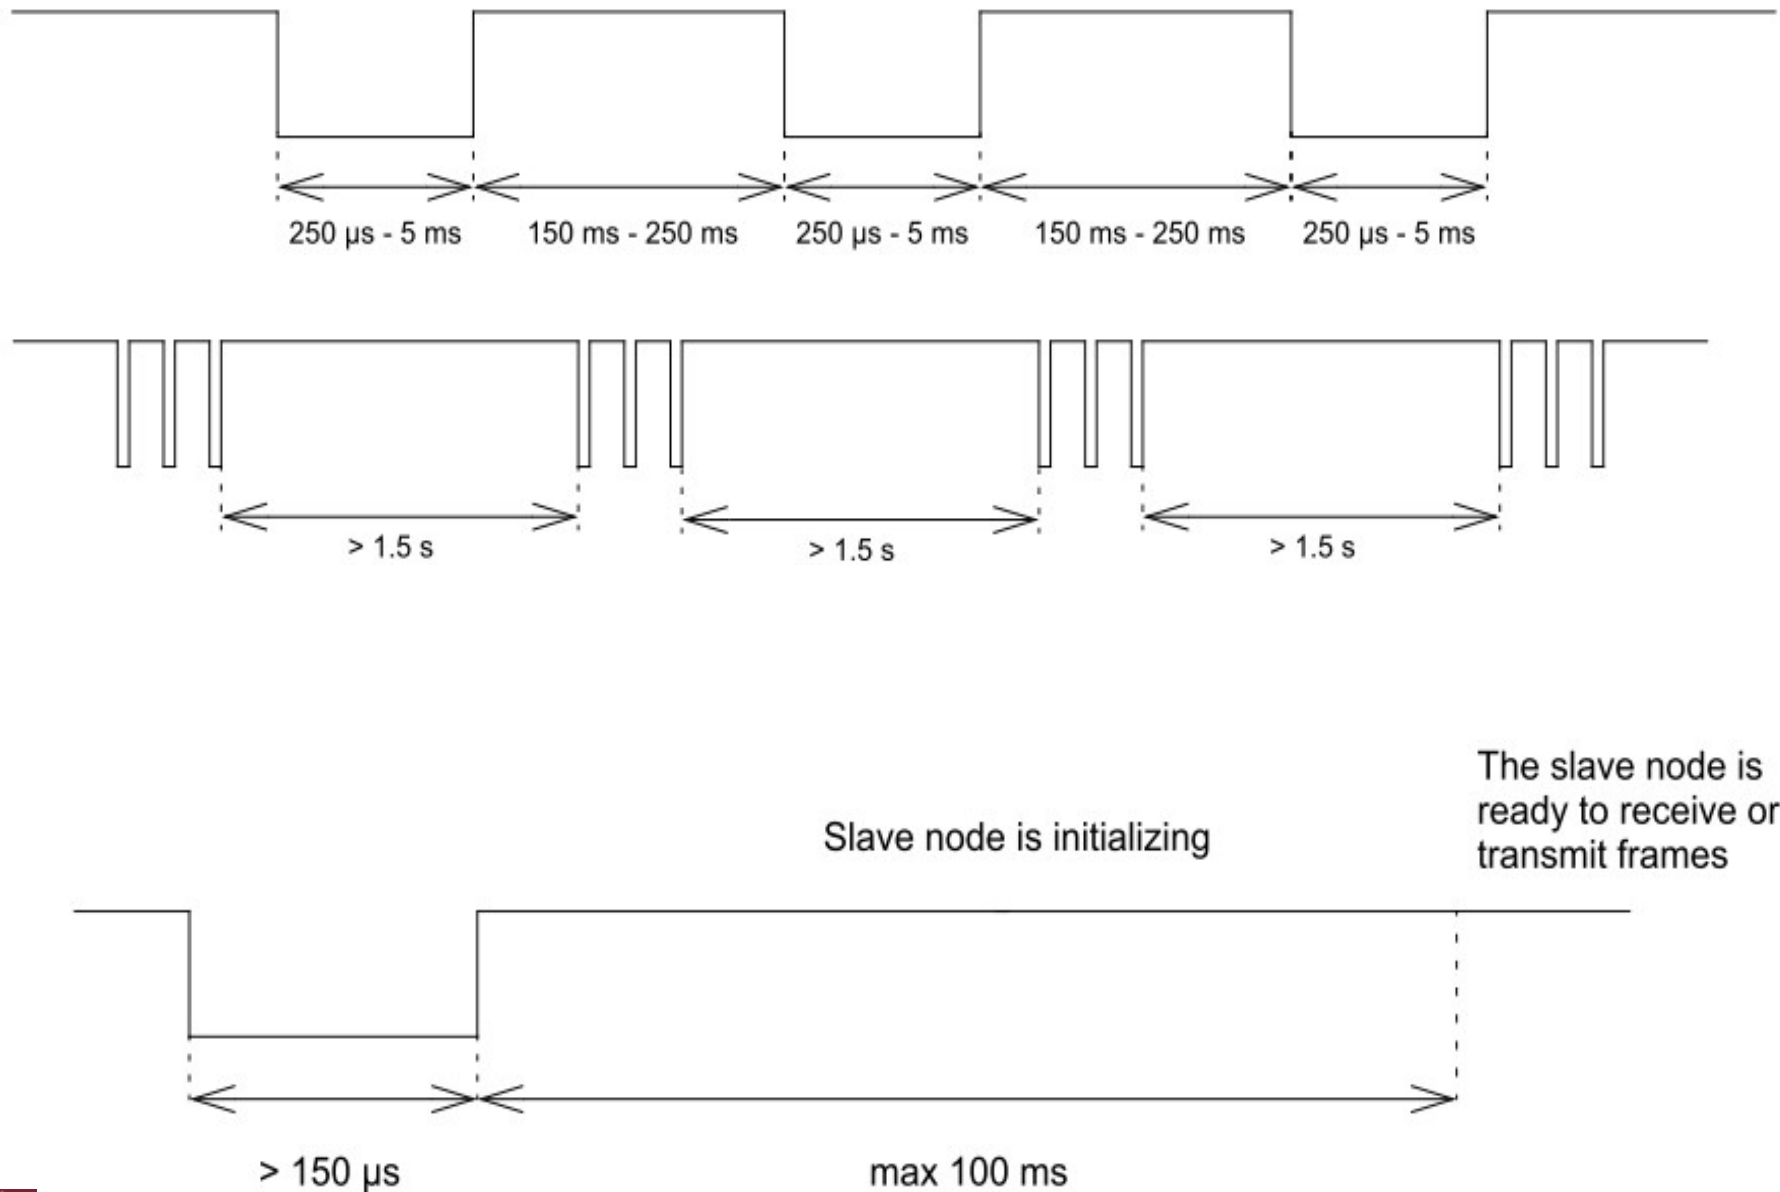 250 µs - 5 ms
150 ms - 250 ms
250 µs - 5 ms
150 ms - 250 ms
250 µs - 5 ms
> 1.5 s
> 1.5 s
> 1.5 s
The slave node is
ready to receive or
transmit frames
Slave node is initializing
> 150 µs
max 100 ms